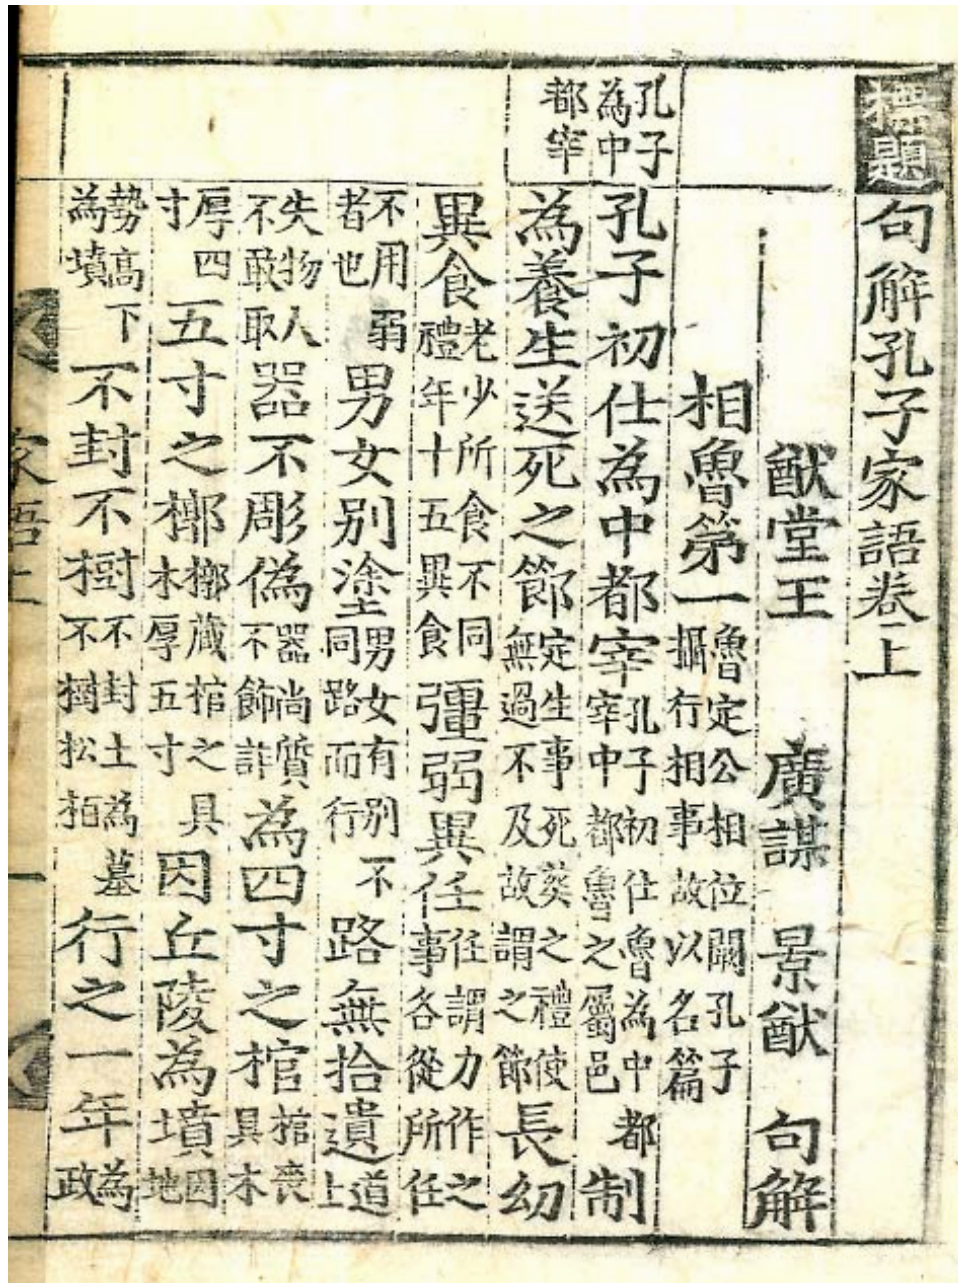 標題句解孔子家語卷上
猷堂王 廣謀 景猷 句解
相魯第一 魯定公相位闕孔子攝行相事故以名篇
孔子
為中
都宰
孔子初仕為中都宰 孔子初仕魯為中都宰中都魯之屬邑 制
為養生送死之節 定生事死葬之禮使無過不及故謂之節 長幼
異食 老少所食不同禮年十五異食 彊弱異任 任謂力作之事各從所任
不用弱者也 男女別塗 男女有別不同路而行 路無拾遺 道上
失物人不敢取 器不彫偽 器尚質不飾詐 為四寸之棺 棺喪具木
厚四寸 五寸之槨 槨藏棺之具木厚五寸 因丘陵為墳 因地
勢高下為墳 不封不樹 不封土為墓不樹松栢 行之一年 為政
家語上 一